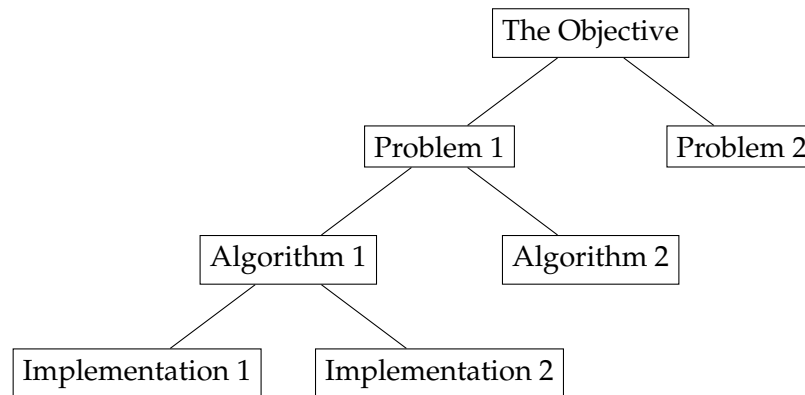 The Objective
Problem 1
Problem 2
Algorithm 1
Algorithm 2
Implementation 1
Implementation 2